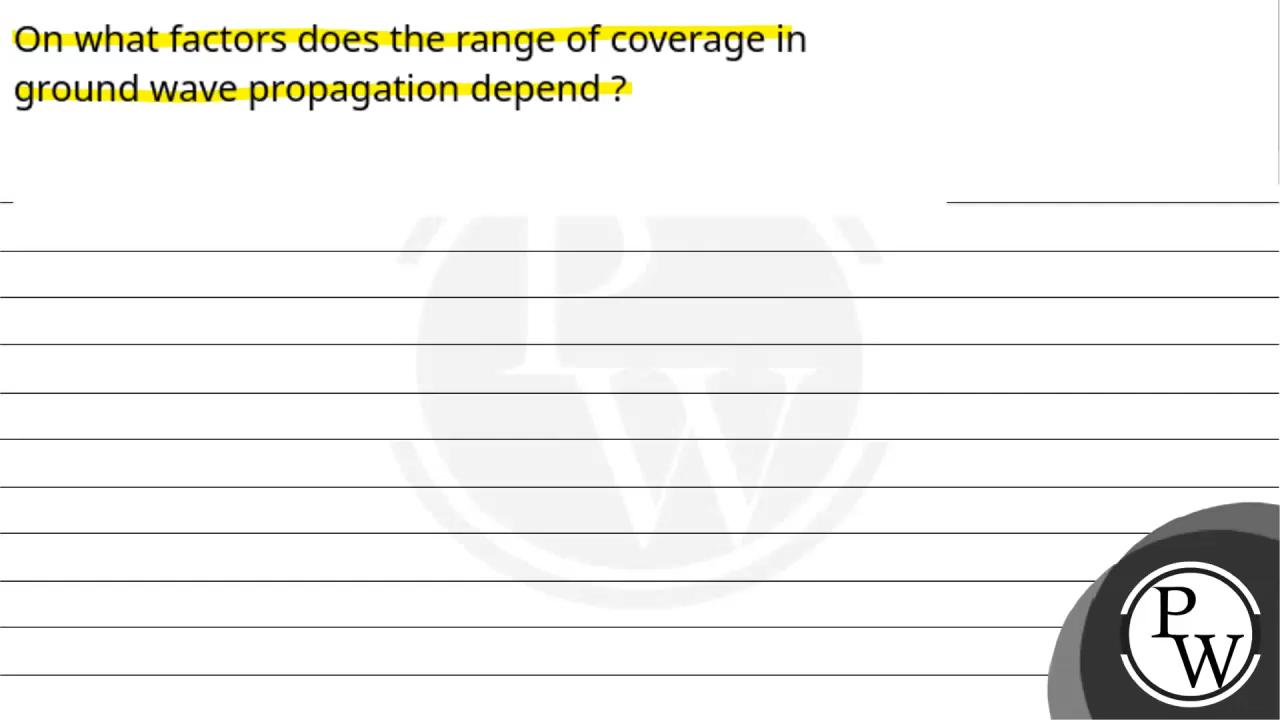 On what factors does the range of coverage in
ground wave propagation depend ?
P
W
P
W